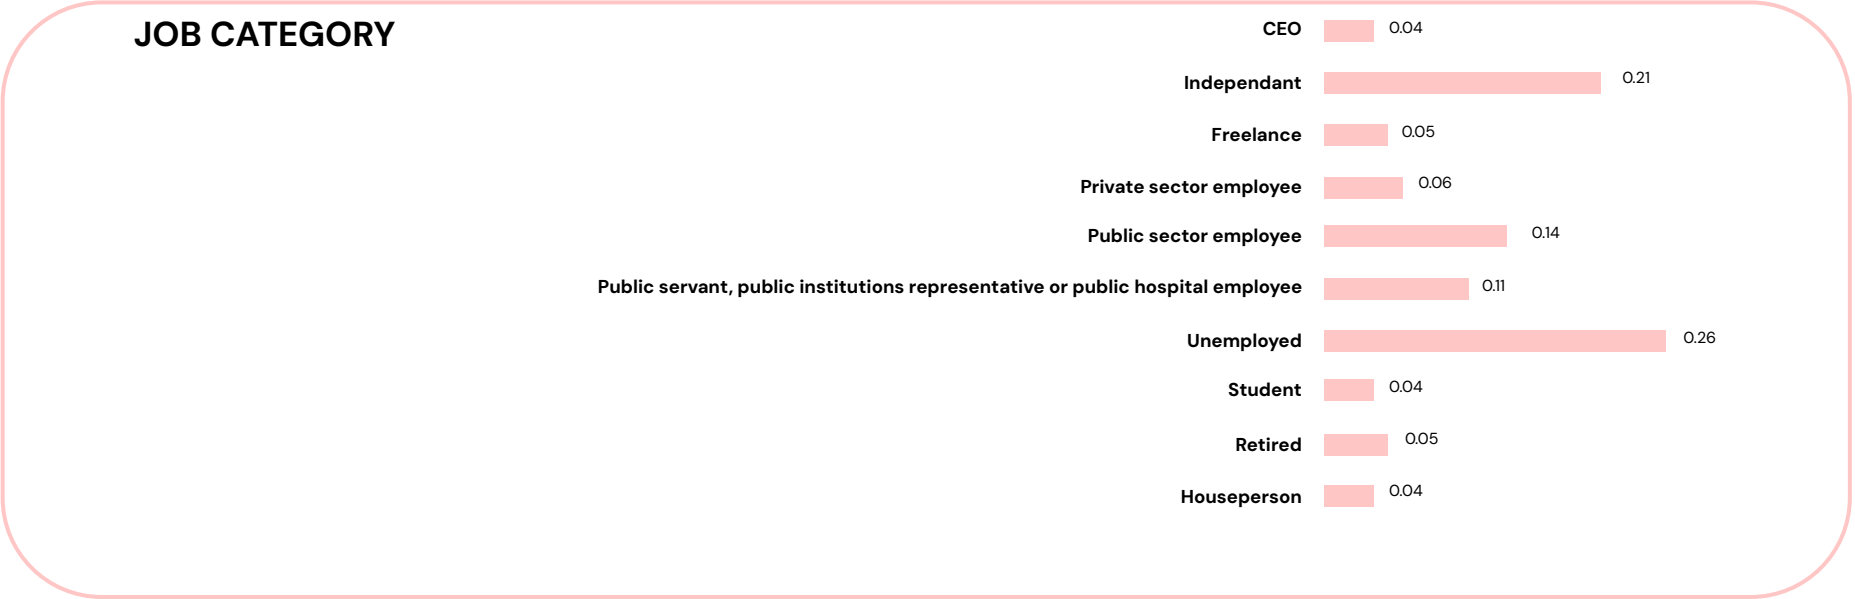 JOB CATEGORY
CEO 0.04
Independant 0.21
Freelance 0.05
Private sector employee 0.06
Public sector employee 0.14
Public servant, public institutions representative or public hospital employee 0.11
Unemployed 0.26
Student 0.04
Retired 0.05
Houseperson 0.04